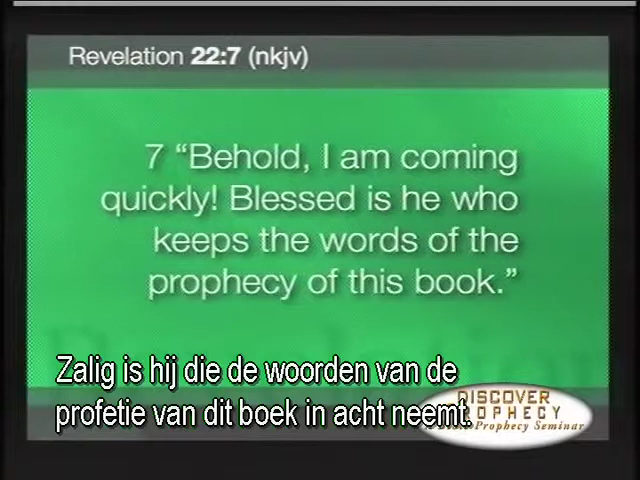 Revelation 22:7 (nkjv)
7 “Behold, I am coming
quickly! Blessed is he who
keeps the words of the
prophecy of this book.”
Zalig is hij die de woorden van de
profetie van dit boek in acht neemt.
DISCOVER
PROPHECY
Prophecy Seminar